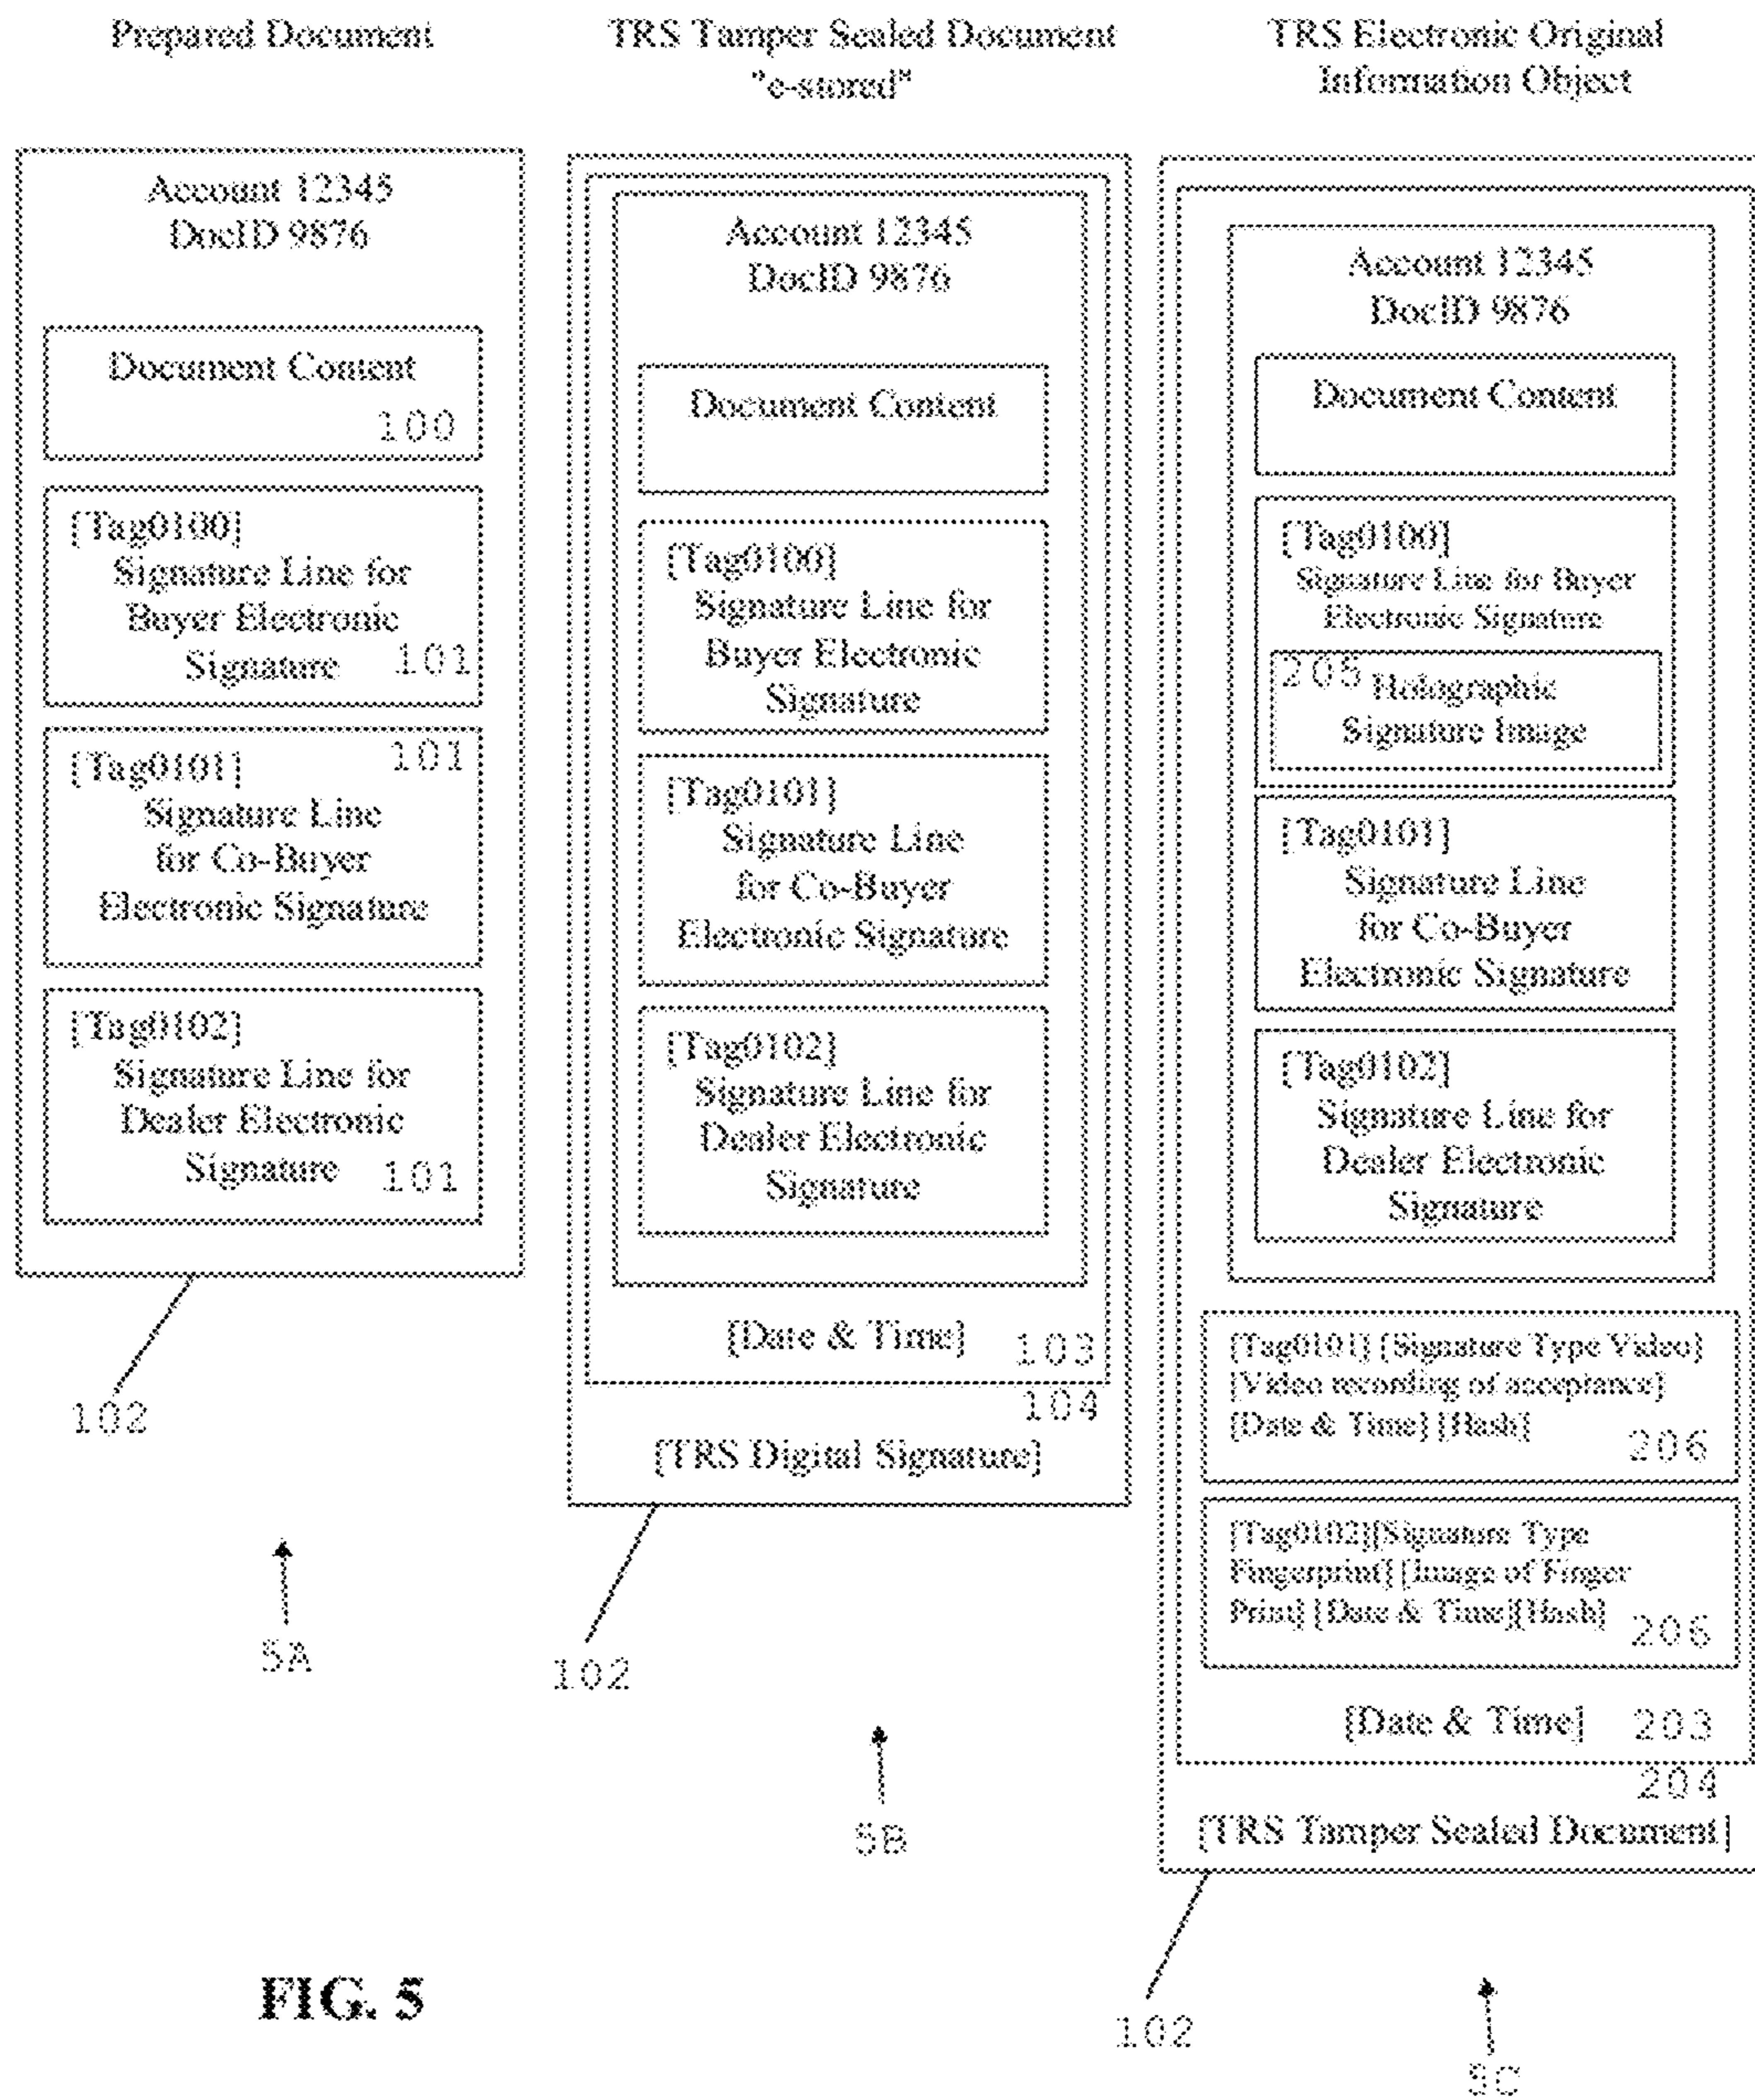 Prepared Document
Account 12345
DocID 9876
Document Content
100
[Tag0100]
Signature Line for
Buyer Electronic
Signature 101
[Tag0101] 101
Signature Line
for Co-Buyer
Electronic Signature
[Tag0102]
Signature Line for
Dealer Electronic
Signature 101
102
5A
TRS Tamper Sealed Document
"e-stored"
Account 12345
DocID 9876
Document Content
[Tag0100]
Signature Line for
Buyer Electronic
Signature
[Tag0101]
Signature Line
for Co-Buyer
Electronic Signature
[Tag0102]
Signature Line for
Dealer Electronic
Signature
[Date & Time] 103
104
[TRS Digital Signature]
102
5B
TRS Electronic Original
Information Object
Account 12345
DocID 9876
Document Content
[Tag0100]
Signature Line for Buyer
Electronic Signature
205 Holographic
Signature Image
[Tag0101]
Signature Line
for Co-Buyer
Electronic Signature
[Tag0102]
Signature Line for
Dealer Electronic
Signature
[Tag0101] [Signature Type Video]
[Video recording of acceptance]
[Date & Time] [Hash]
206
[Tag0102][Signature Type
Fingerprint] [Image of Finger
Print] [Date & Time][Hash]
206
[Date & Time] 203
204
[TRS Tamper Sealed Document]
102
5C
FIG. 5